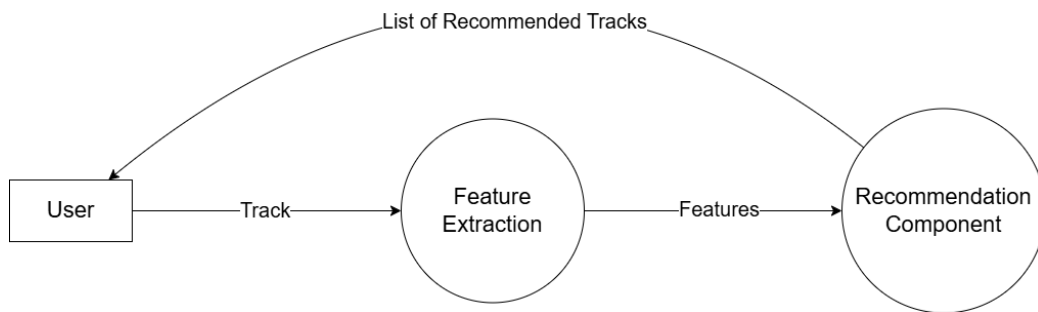 List of Recommended Tracks
User
Track
Feature
Extraction
Features
Recommendation
Component